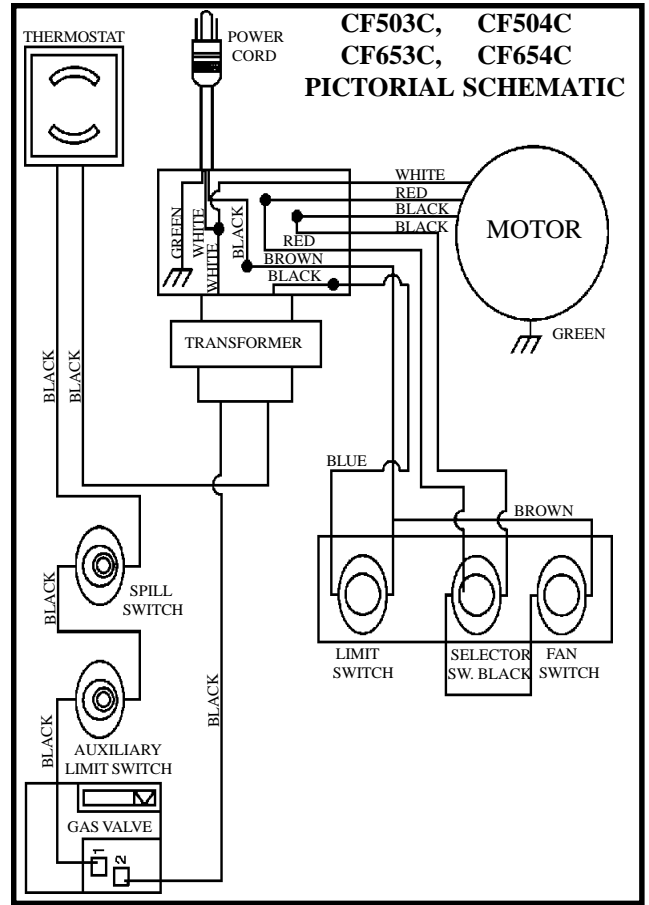 CF503C, CF504C
CF653C, CF654C
PICTORIAL SCHEMATIC
THERMOSTAT
POWER
CORD
WHITE
RED
BLACK
BLACK
MOTOR
GREEN
GREEN
WHITE
WHITE
BLACK
RED
BROWN
BLACK
TRANSFORMER
BLACK
BLACK
BLUE
BROWN
SPILL
SWITCH
BLACK
LIMIT
SWITCH
SELECTOR
SW. BLACK
FAN
SWITCH
BLACK
BLACK
AUXILIARY
LIMIT SWITCH
GAS VALVE
1
2